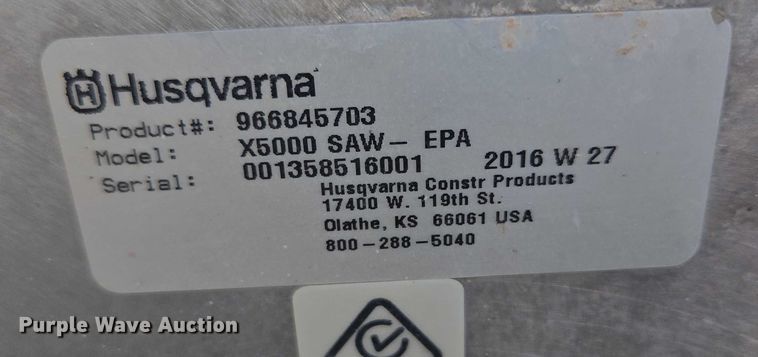 Husqvarna
Product#: 966845703
Model: X5000 SAW- EPA
Serial: 001358516001 2016 W 27
Husqvarna Constr Products
17400 W. 119th St.
Olathe, KS 66061 USA
800-288-5040
Purple Wave Auction